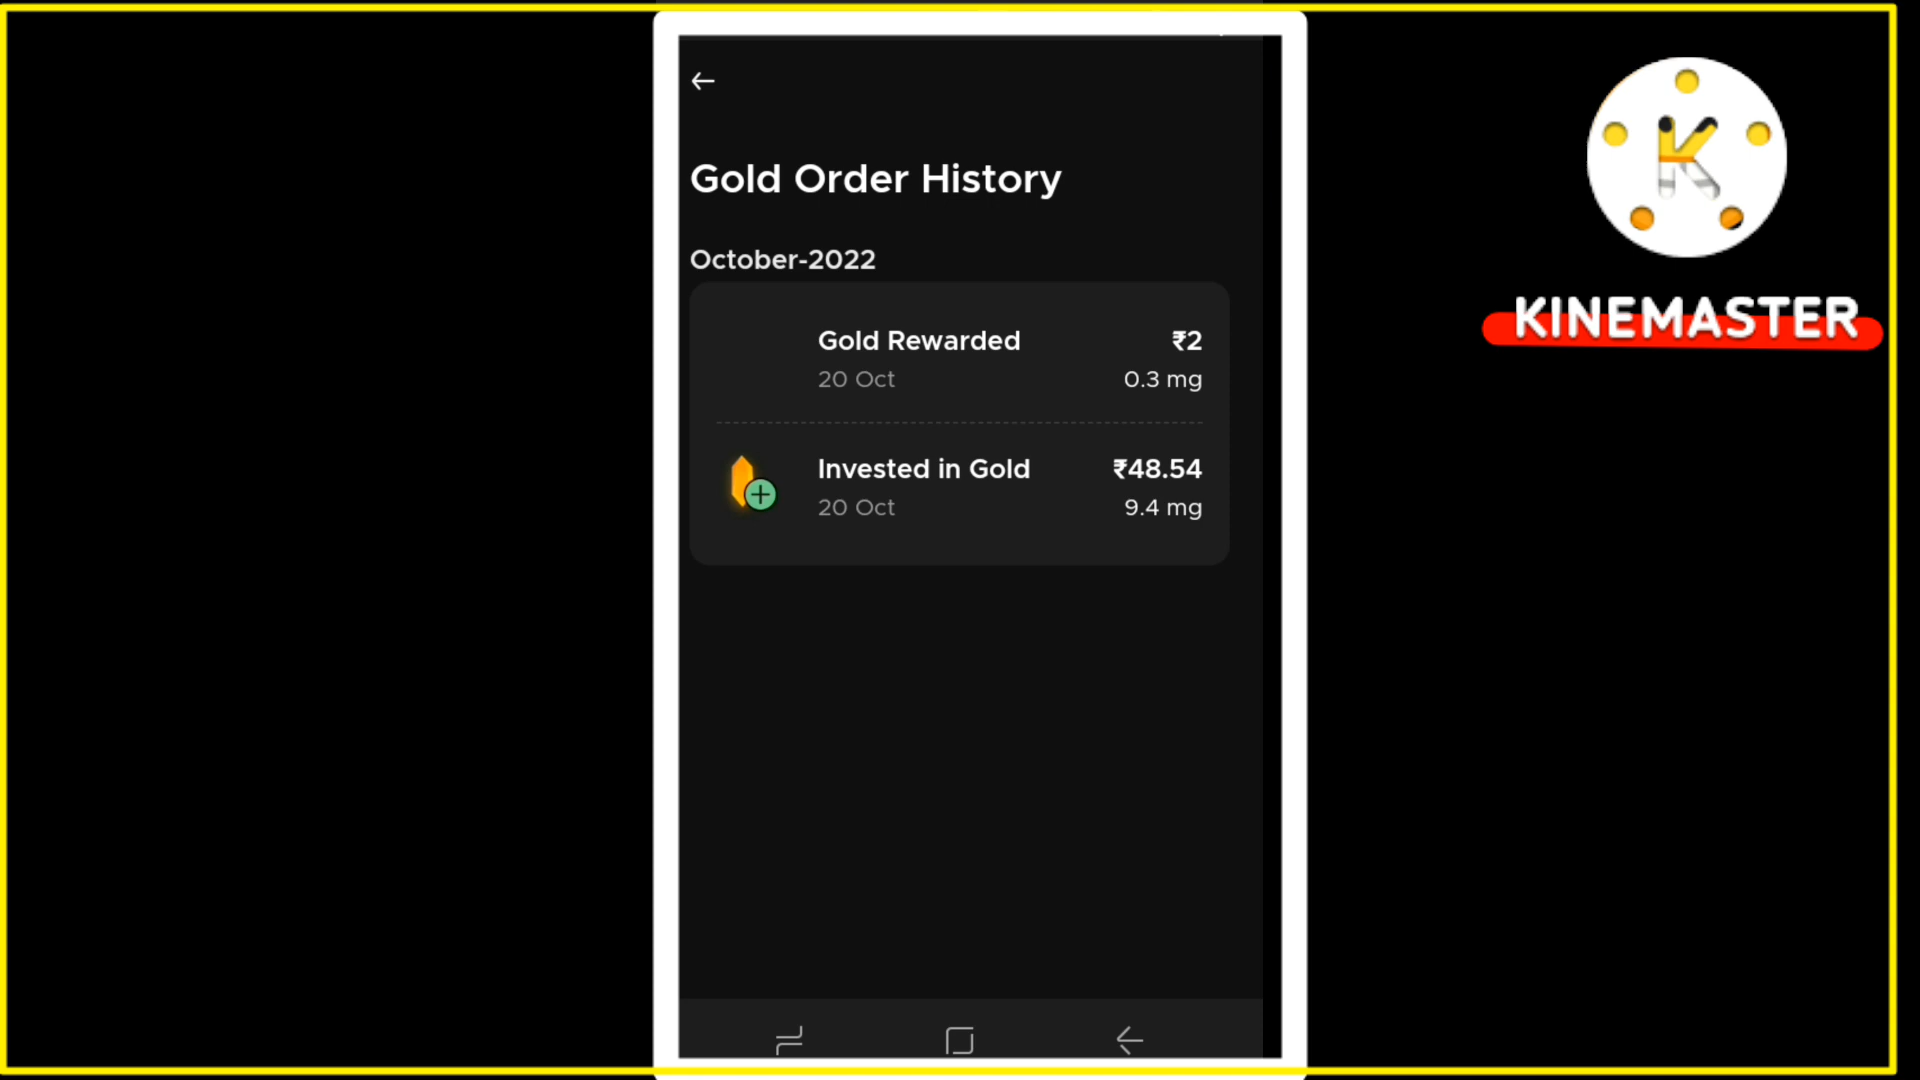 Gold Order History
October-2022
Gold Rewarded ₹2
20 Oct 0.3 mg
Invested in Gold ₹48.54
20 Oct 9.4 mg
K
KINEMASTER